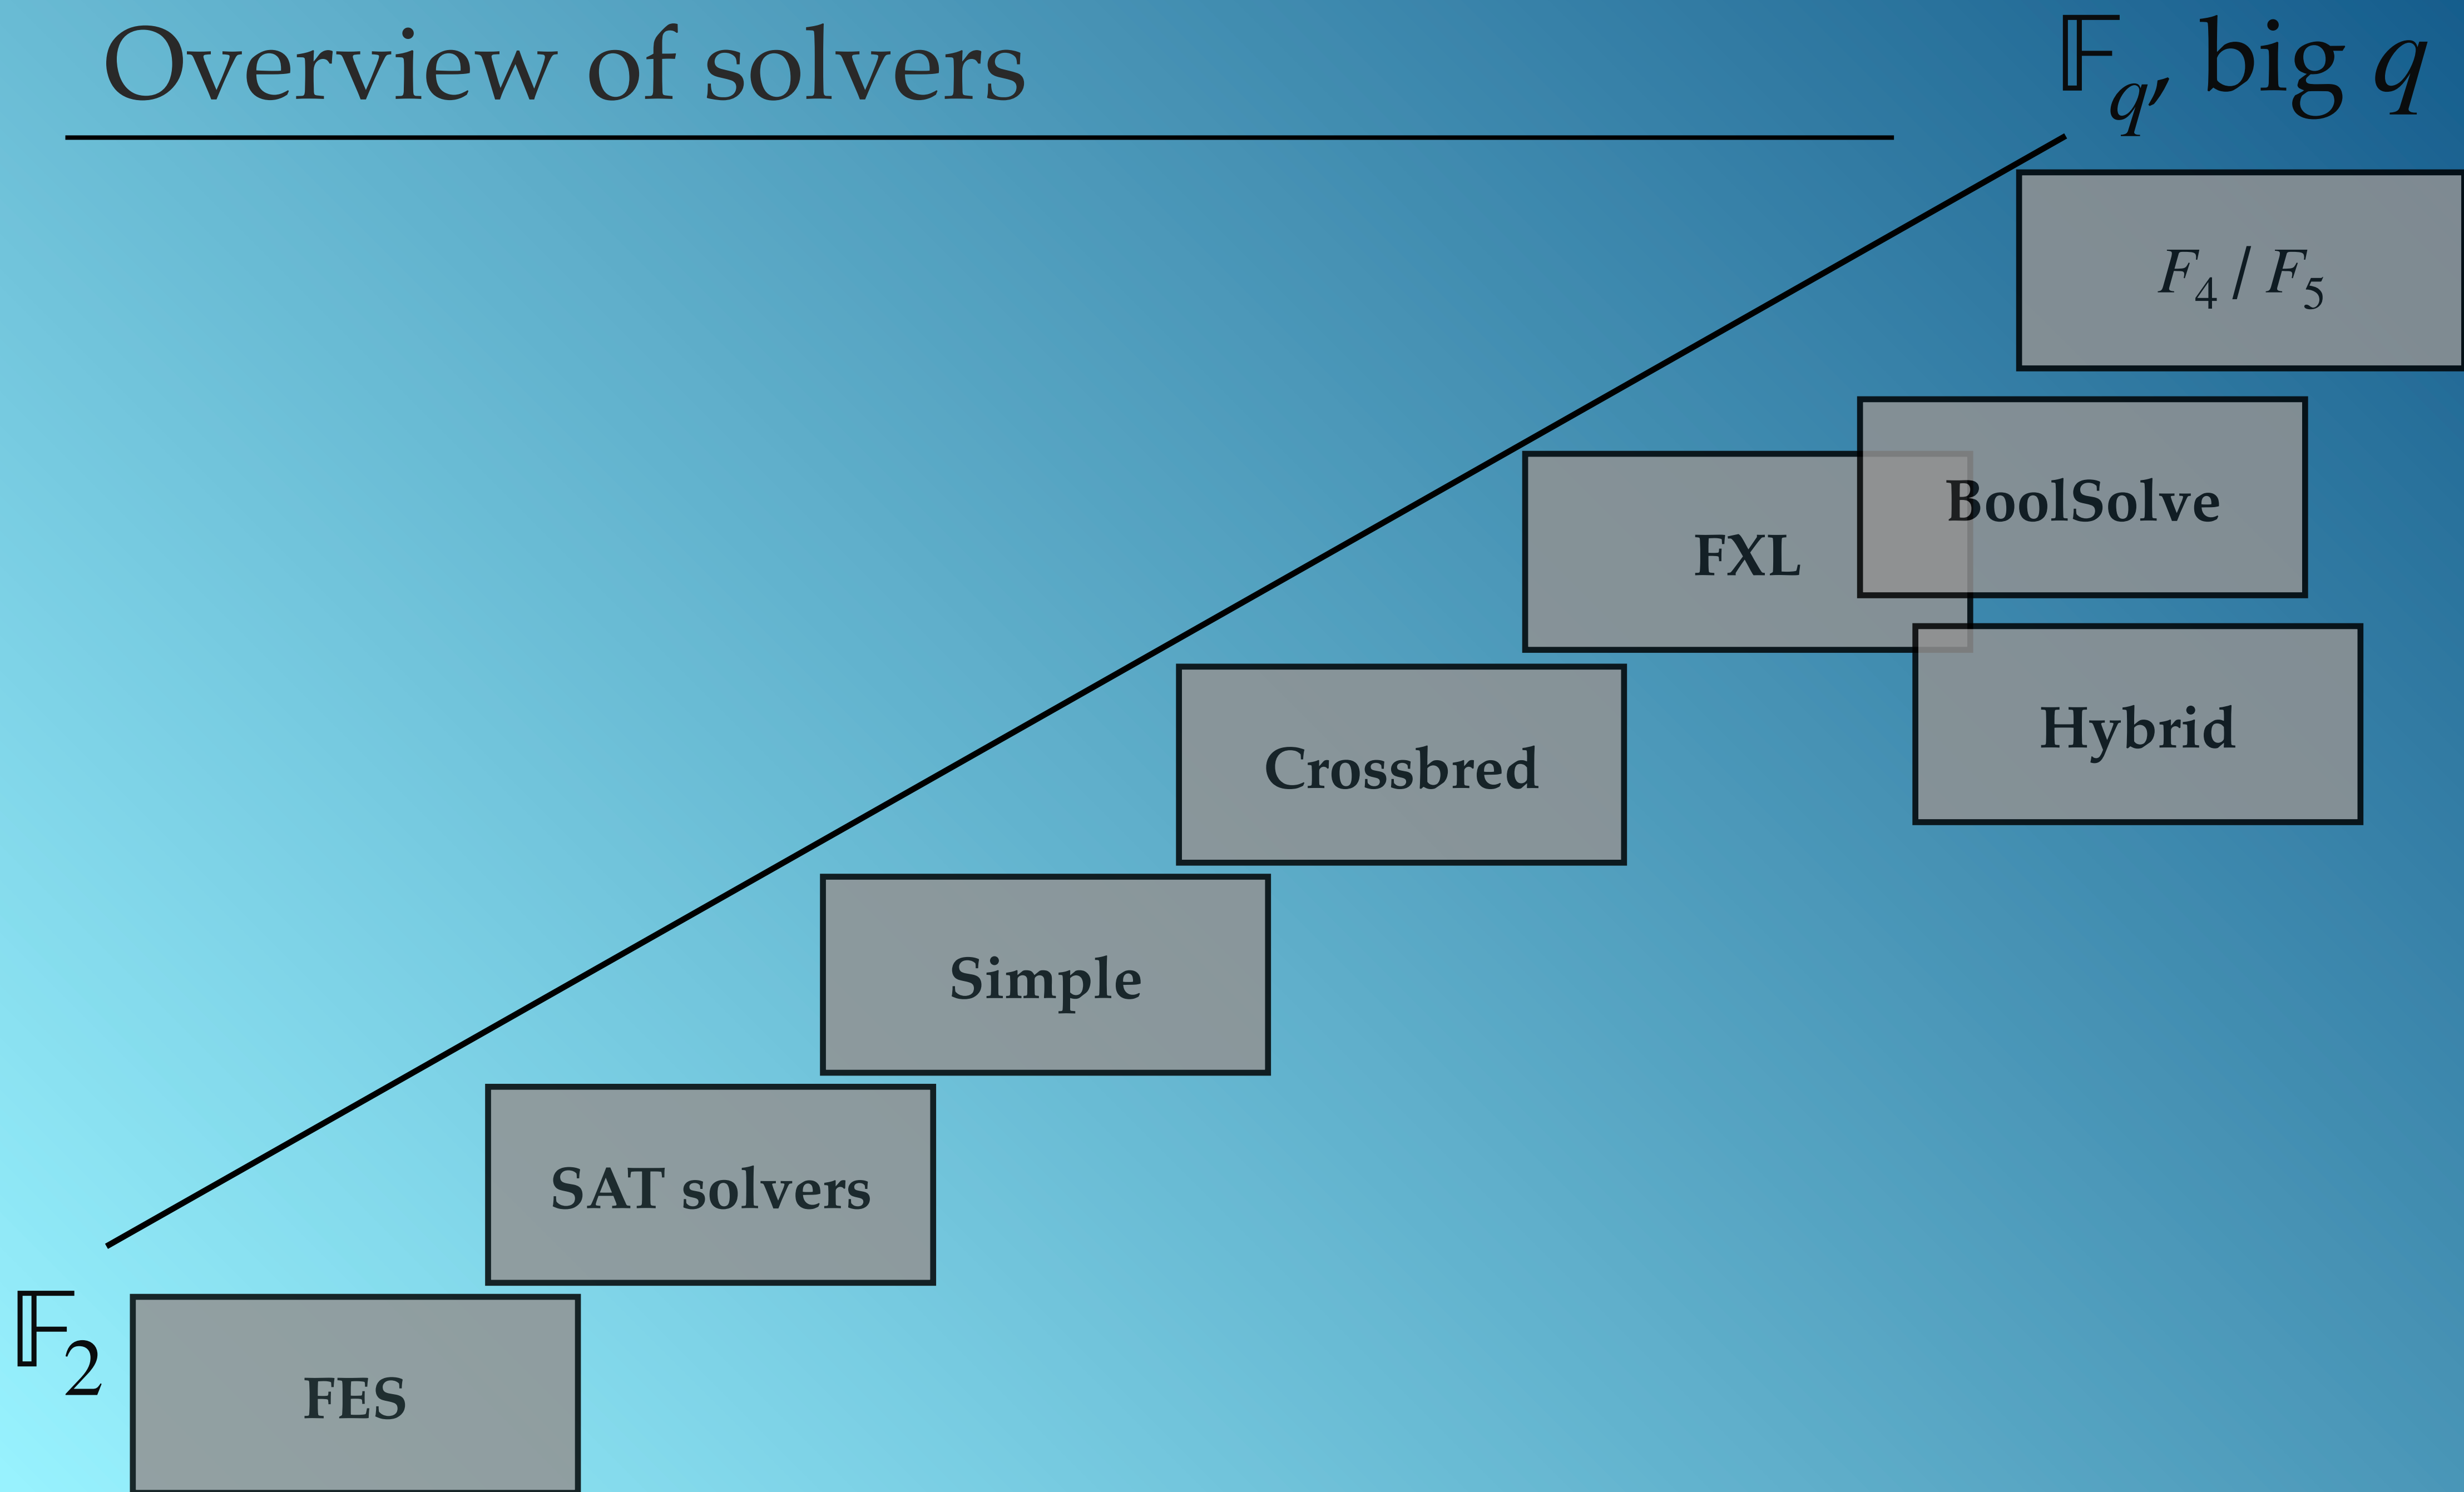 Overview of solvers
𝔽q, big q
F4 / F5
BoolSolve
FXL
Hybrid
Crossbred
Simple
SAT solvers
𝔽2
FES